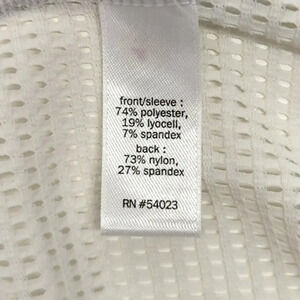 front/sleeve :
74% polyester,
19% lyocell,
7% spandex
back :
73% nylon,
27% spandex
RN #54023